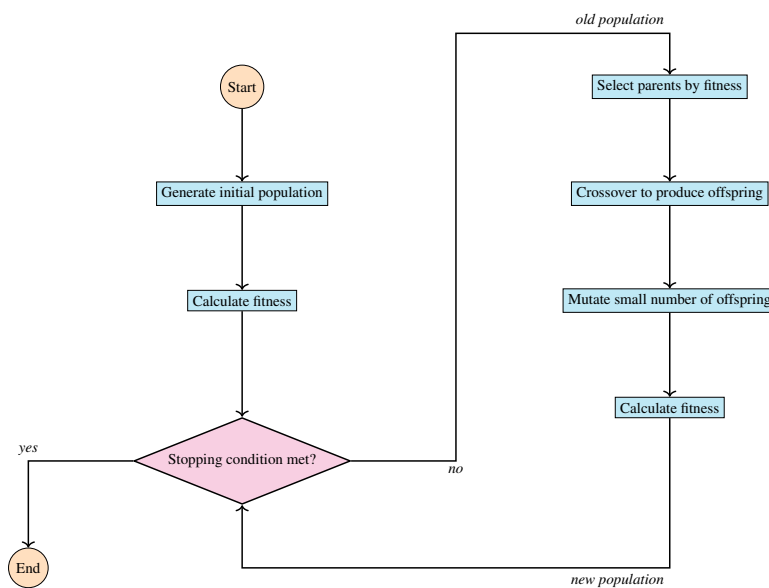 old population
Start
Select parents by fitness
Generate initial population
Crossover to produce offspring
Calculate fitness
Mutate small number of offspring
Calculate fitness
yes
Stopping condition met?
no
End
new population